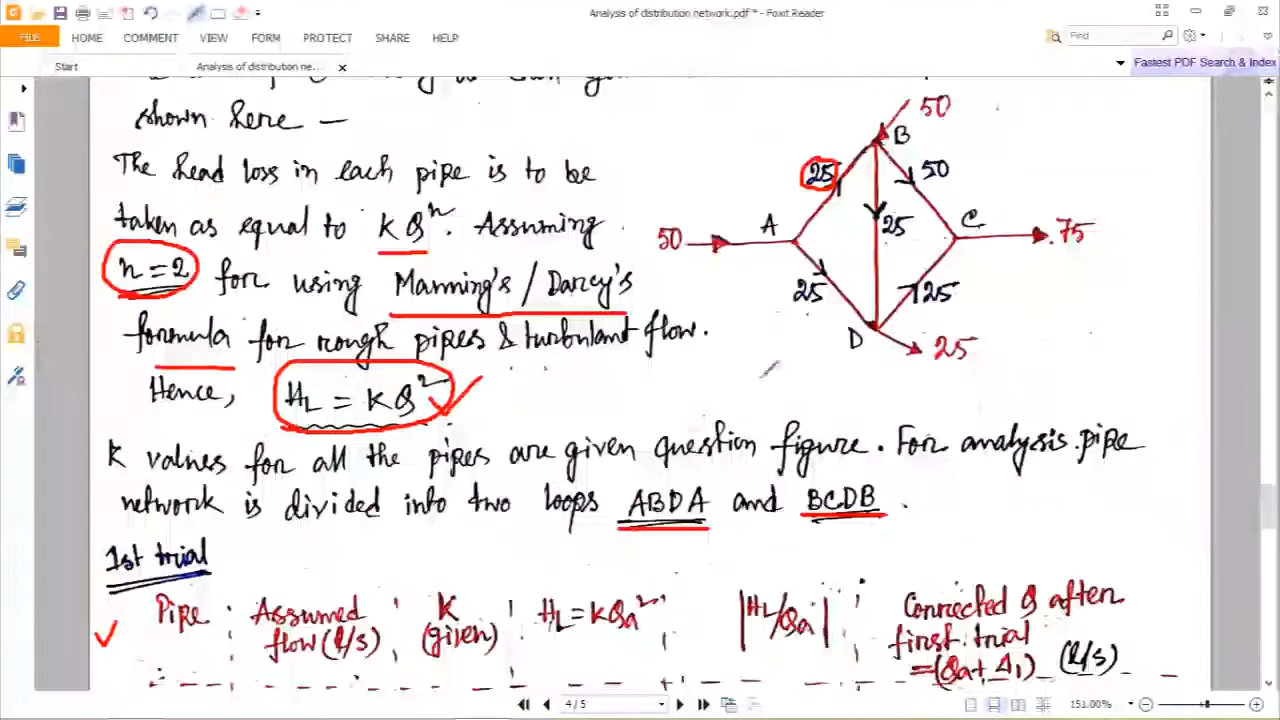 Analysis of distribution network.pdf * - Foxit Reader
FILE HOME COMMENT VIEW FORM PROTECT SHARE HELP
Find
Start
Analysis of distribution ne...
Fastest PDF Search & Index
shown here —
The head loss in each pipe is to be
taken as equal to KQⁿ. Assuming
n=2 for using Manning's / Darcy's
formula for rough pipes & turbulant flow.
Hence, HL = KQ²
50
B
25
50
A
C
50
25
75
25
25
D
25
K values for all the pipes are given question figure. For analysis pipe
network is divided into two loops ABDA and BCDB.
1st trial
Pipe Assumed flow (l/s) K (given) HL = KQa² |HL/Qa| Corrected Q after first trial =(Qa+Δ1) (l/s)
4 / 5
151.00%